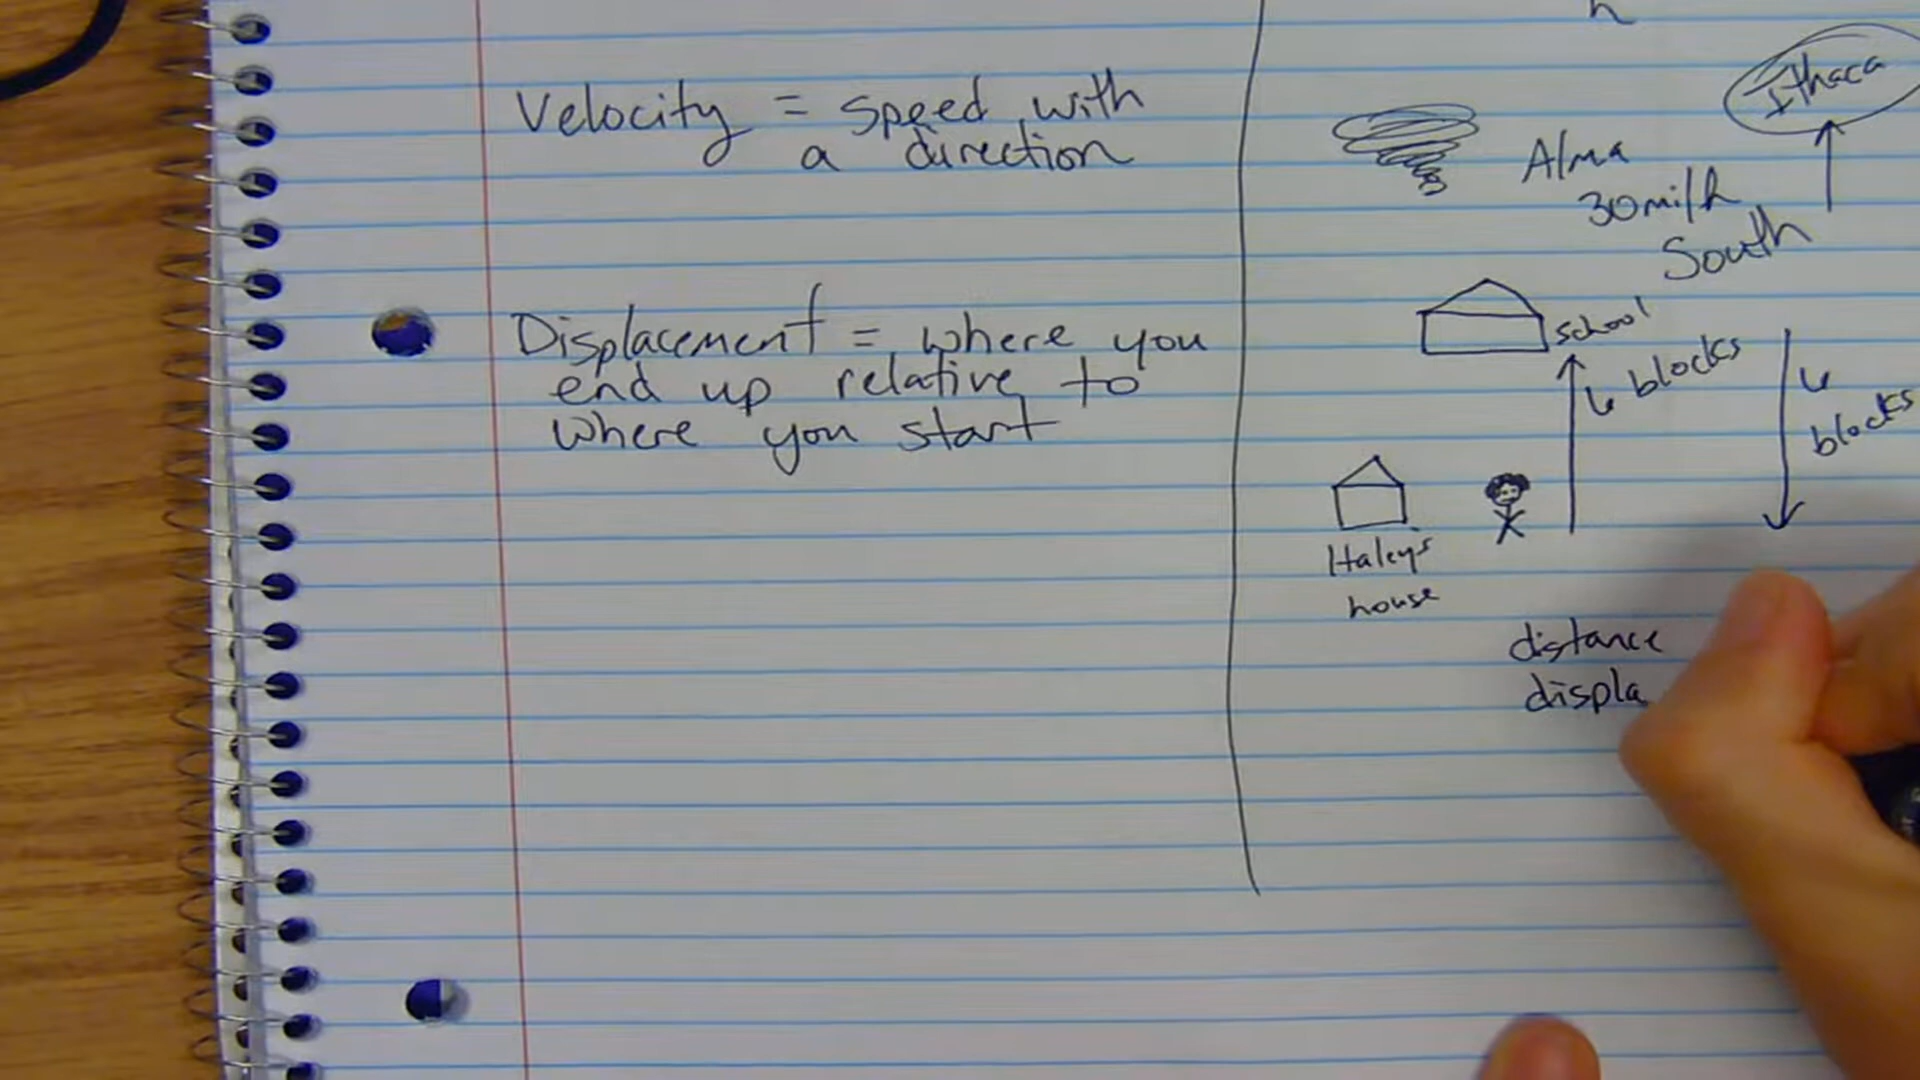 Velocity = speed with
a direction
Displacement = where you
end up relative to
where you start
h
Ithaca
Alma
30mi/h
South
school
6 blocks
6
blocks
Haley's
house
distance
displa